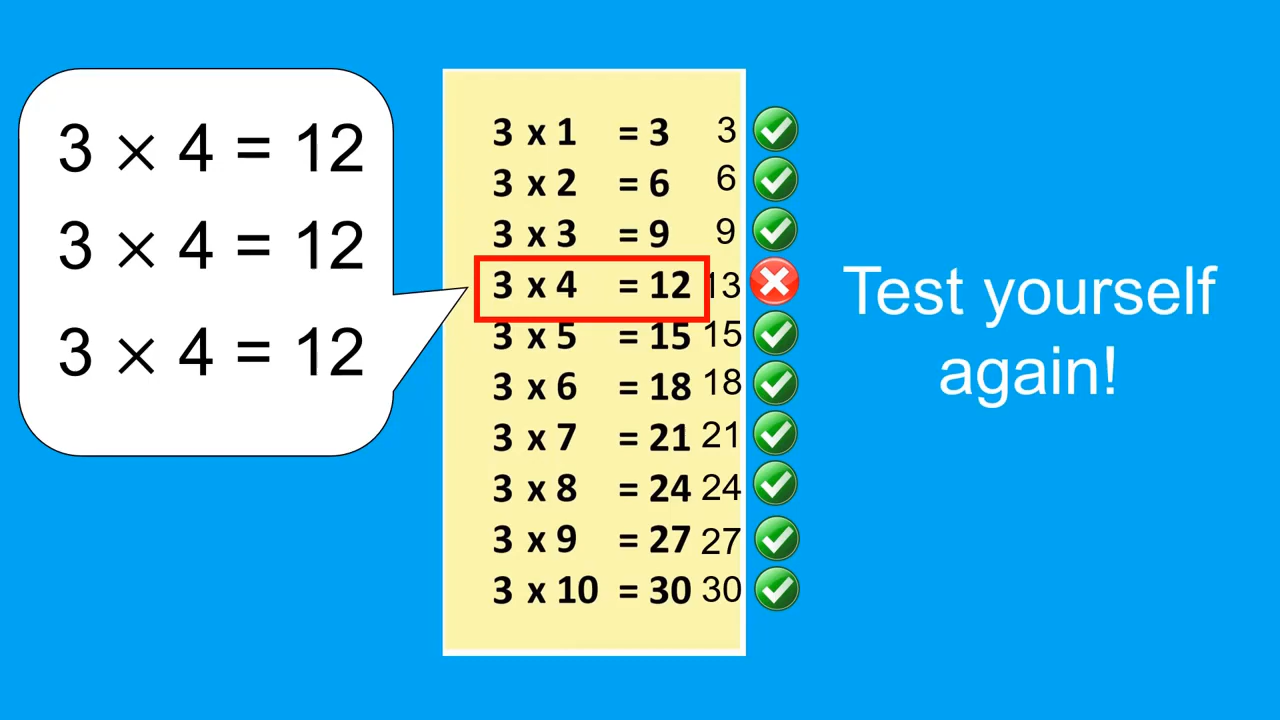 3 × 4 = 12
3 × 4 = 12
3 × 4 = 12
3 x 1 = 3 3
3 x 2 = 6 6
3 x 3 = 9 9
3 x 4 = 12 13
3 x 5 = 15 15
3 x 6 = 18 18
3 x 7 = 21 21
3 x 8 = 24 24
3 x 9 = 27 27
3 x 10 = 30 30
Test yourself
again!